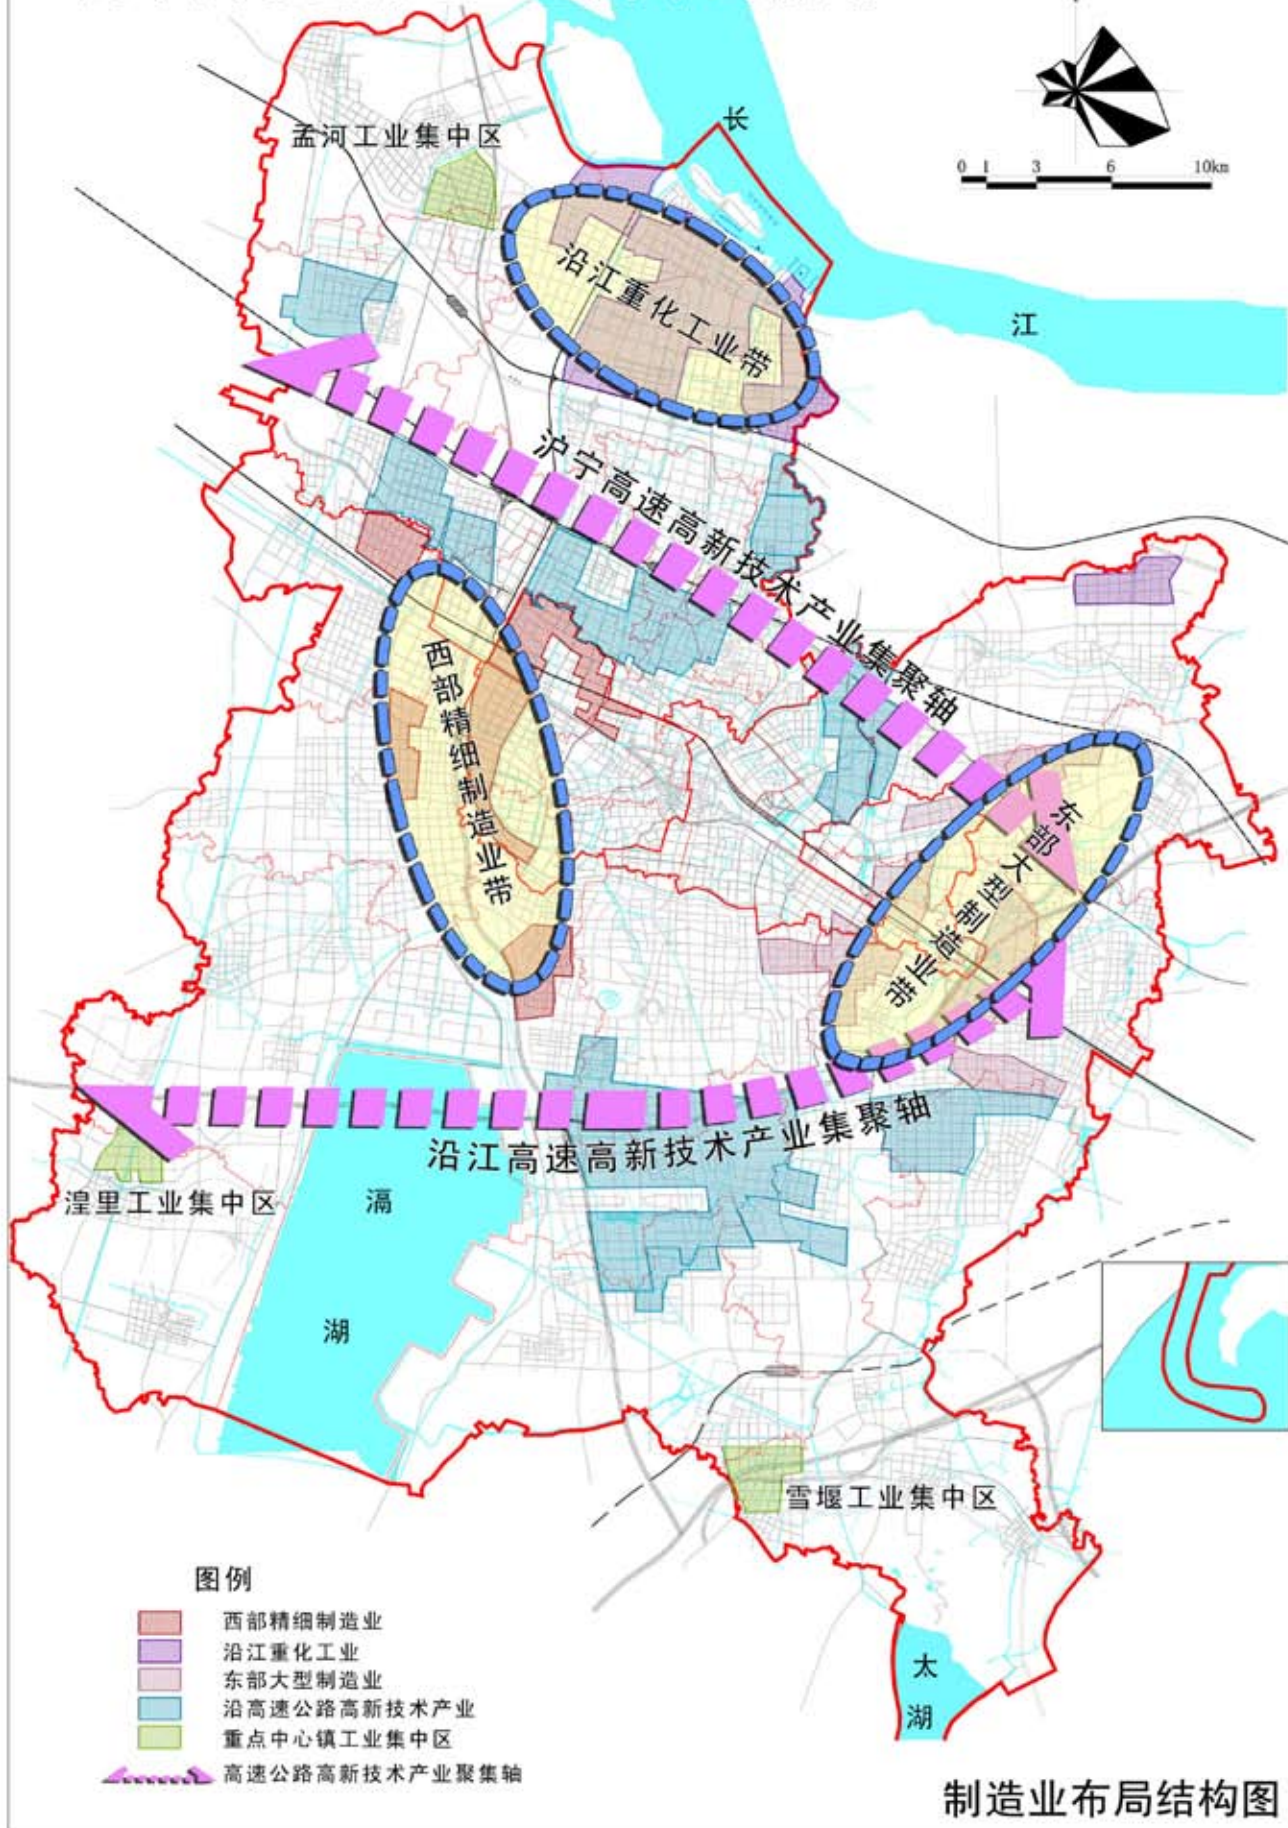 长
孟河工业集中区
0 1 3 6 10km
沿江重化工业带
江
沪宁高速高新技术产业集聚轴
西部精细制造业带
东部大型制造业带
沿江高速高新技术产业集聚轴
湟里工业集中区
滆
湖
雪堰工业集中区
图例
西部精细制造业
沿江重化工业
东部大型制造业
沿高速公路高新技术产业
重点中心镇工业集中区
高速公路高新技术产业聚集轴
太
湖
制造业布局结构图